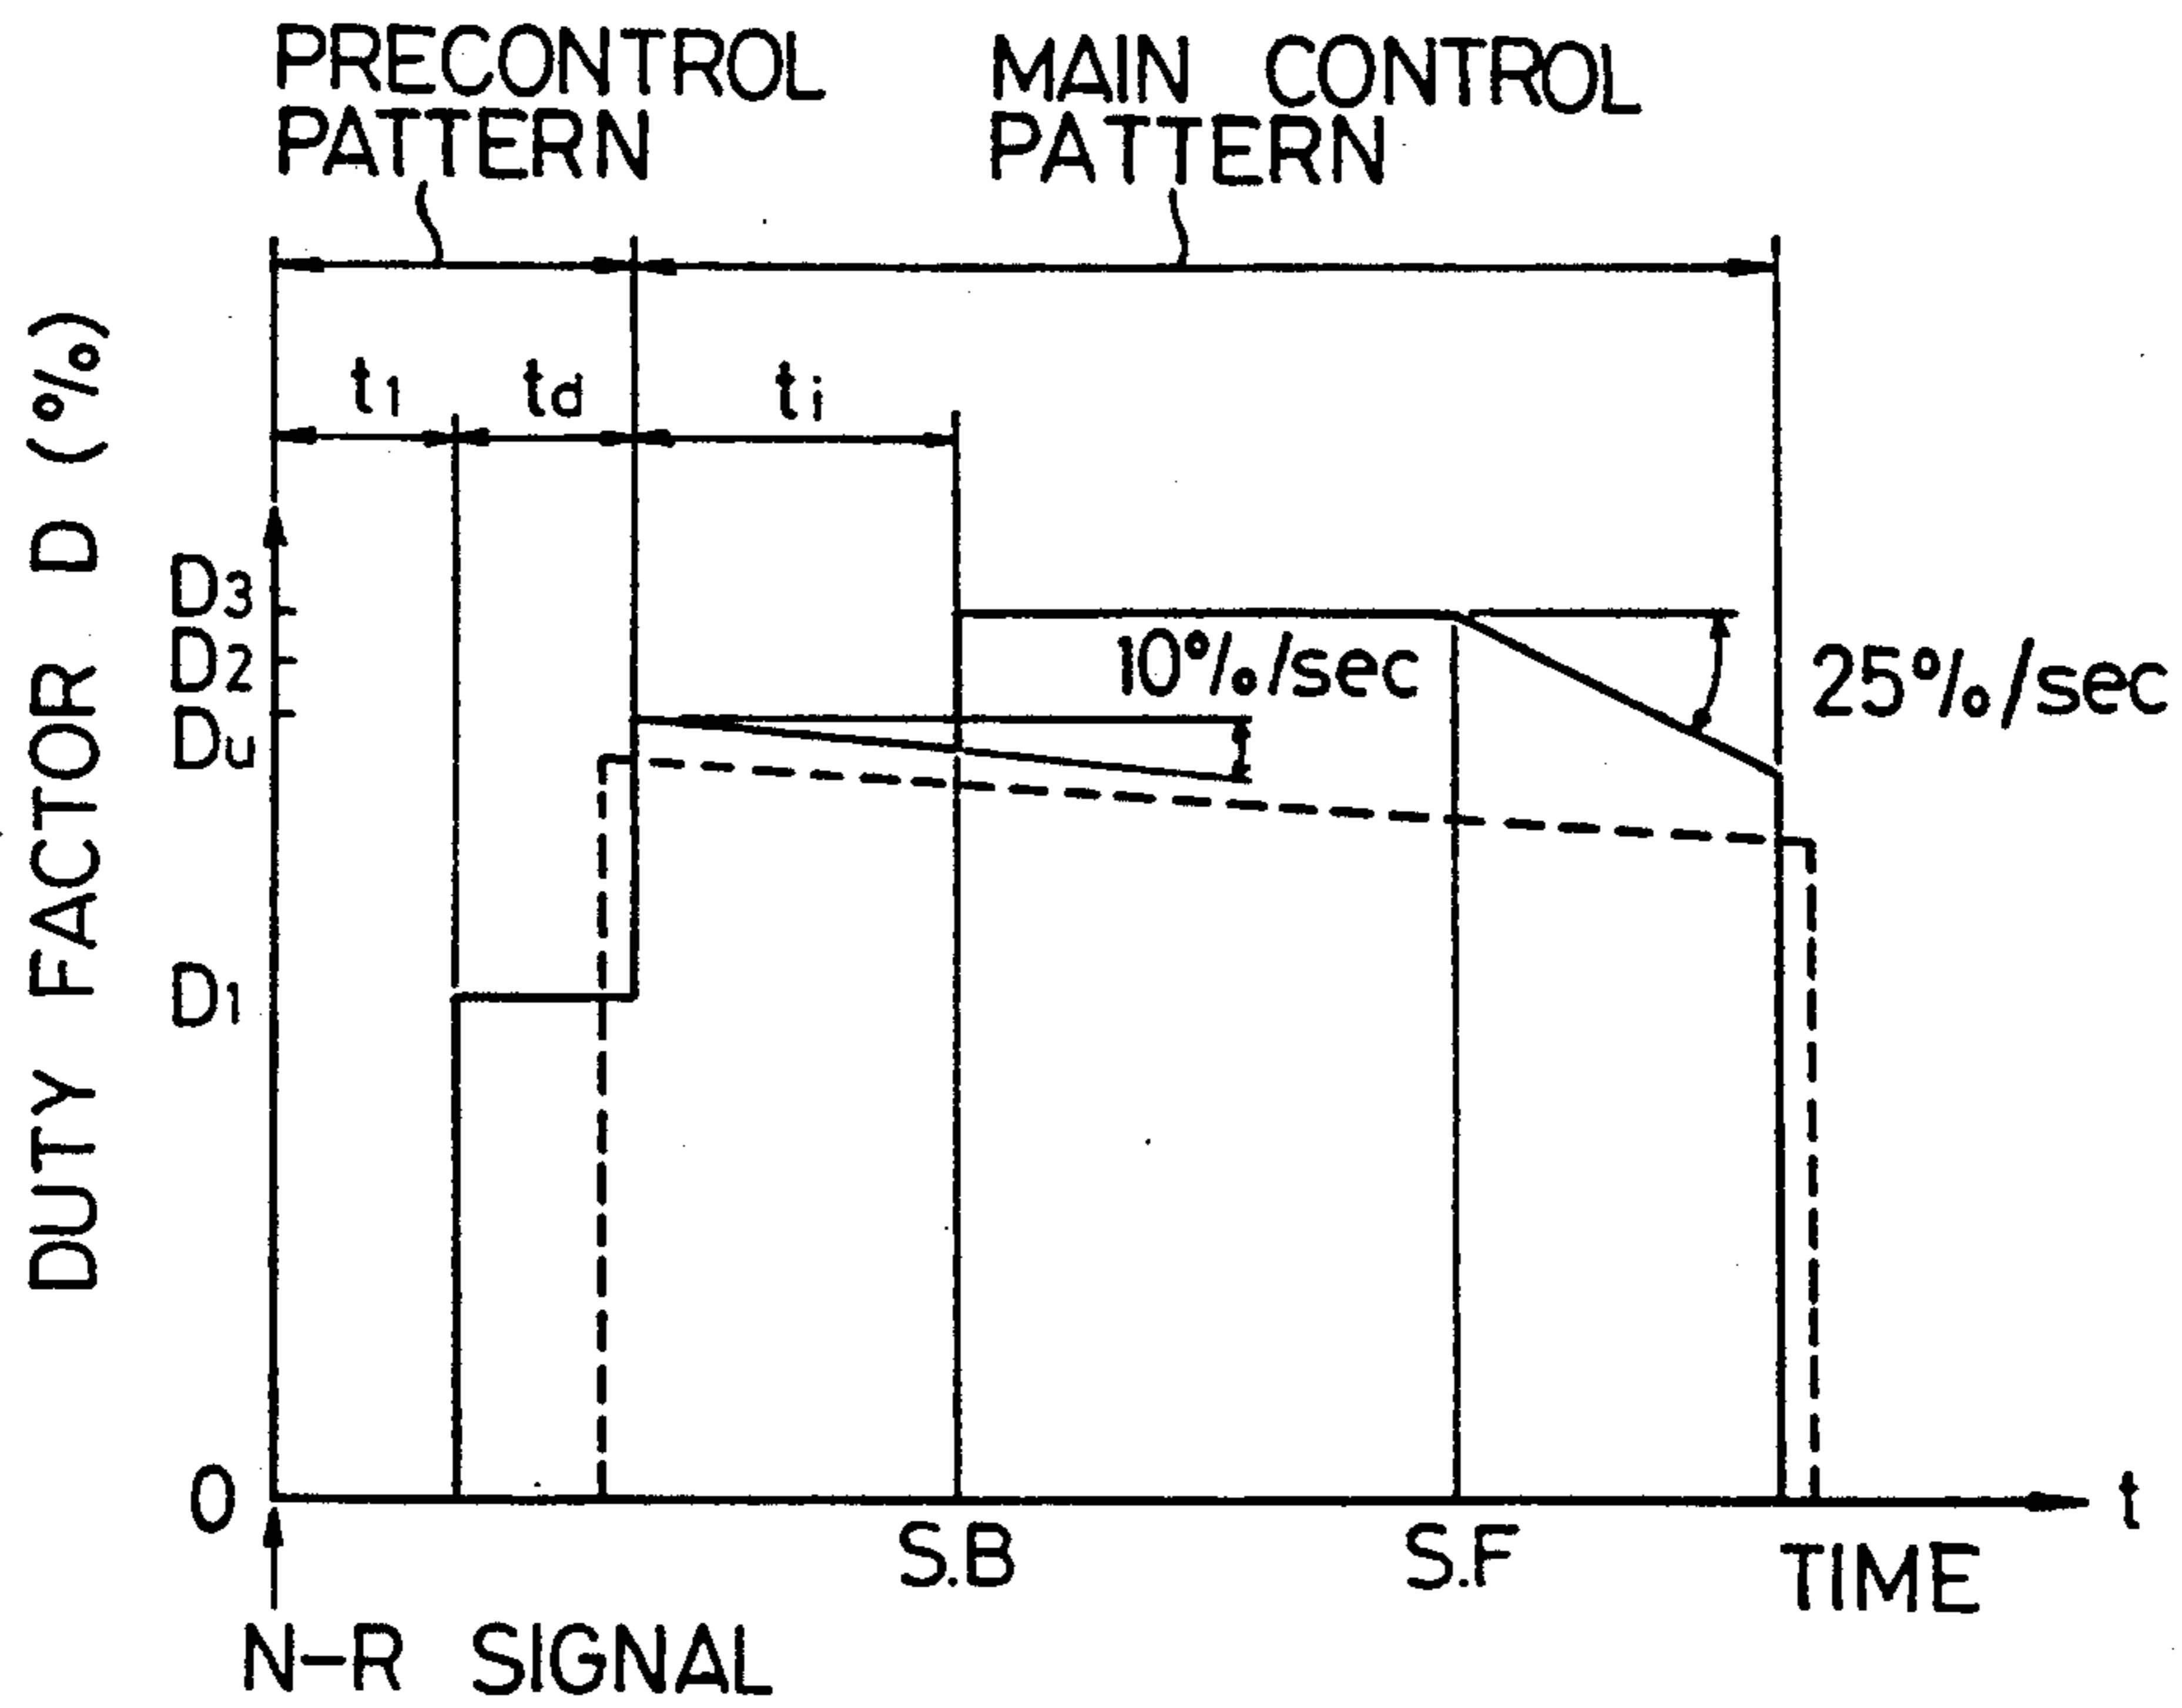 PRECONTROL
PATTERN
MAIN CONTROL
PATTERN
t1
td
ti
DUTY FACTOR D (%)
D3
D2
Du
D1
O
10%/sec
25%/sec
S.B
S.F
t
TIME
N-R SIGNAL